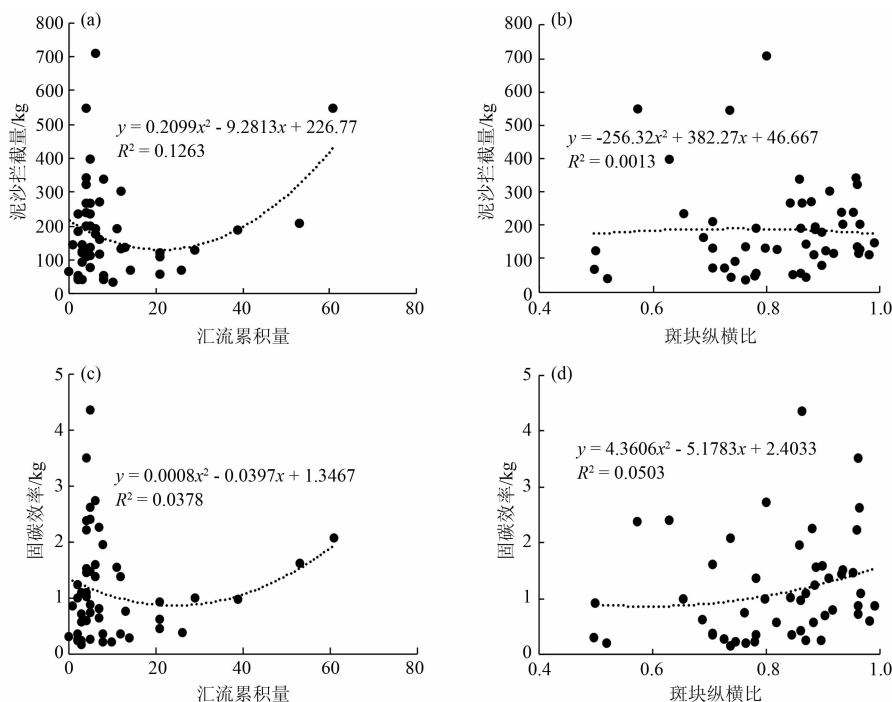 (a)
800
700
600
500
400
300
200
100
0
泥沙拦截量/kg
y = 0.2099x² - 9.2813x + 226.77
R² = 0.1263
0 20 40 60 80
汇流累积量
(b)
800
700
600
500
400
300
200
100
0
泥沙拦截量/kg
y = -256.32x² + 382.27x + 46.667
R² = 0.0013
0.4 0.6 0.8 1.0
斑块纵横比
(c)
5
4
3
2
1
0
固碳效率/kg
y = 0.0008x² - 0.0397x + 1.3467
R² = 0.0378
0 20 40 60 80
汇流累积量
(d)
5
4
3
2
1
0
固碳效率/kg
y = 4.3606x² - 5.1783x + 2.4033
R² = 0.0503
0.4 0.6 0.8 1.0
斑块纵横比